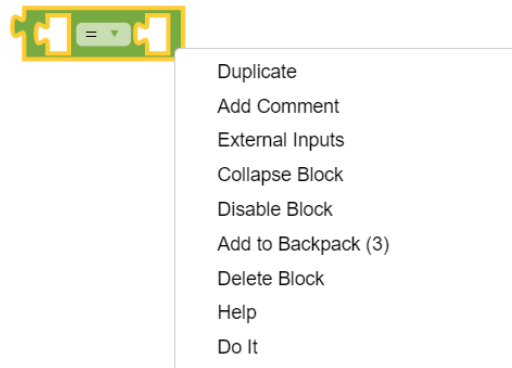 =
Duplicate
Add Comment
External Inputs
Collapse Block
Disable Block
Add to Backpack (3)
Delete Block
Help
Do It